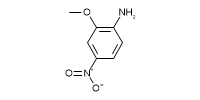 O NH₂
O N⁺
O⁻